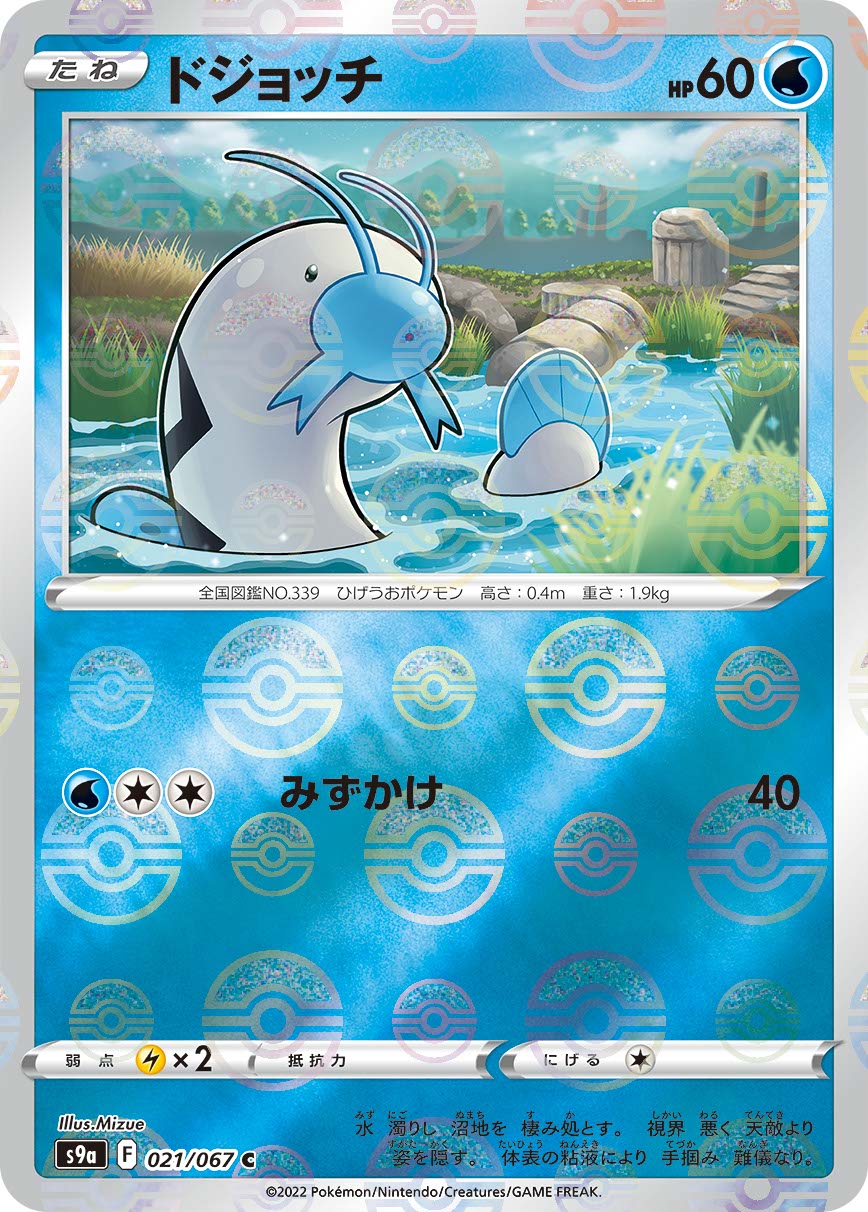 たね ドジョッチ HP60
全国図鑑NO.339 ひげうおポケモン 高さ:0.4m 重さ:1.9kg
みずかけ 40
弱点 ×2 抵抗力 にげる
Illus.Mizue
水 濁りし 沼地を 棲み処とす。 視界 悪く 天敵より
姿を隠す。 体表の粘液により 手掴み 難儀なり。
s9a F 021/067 C
©2022 Pokémon/Nintendo/Creatures/GAME FREAK.